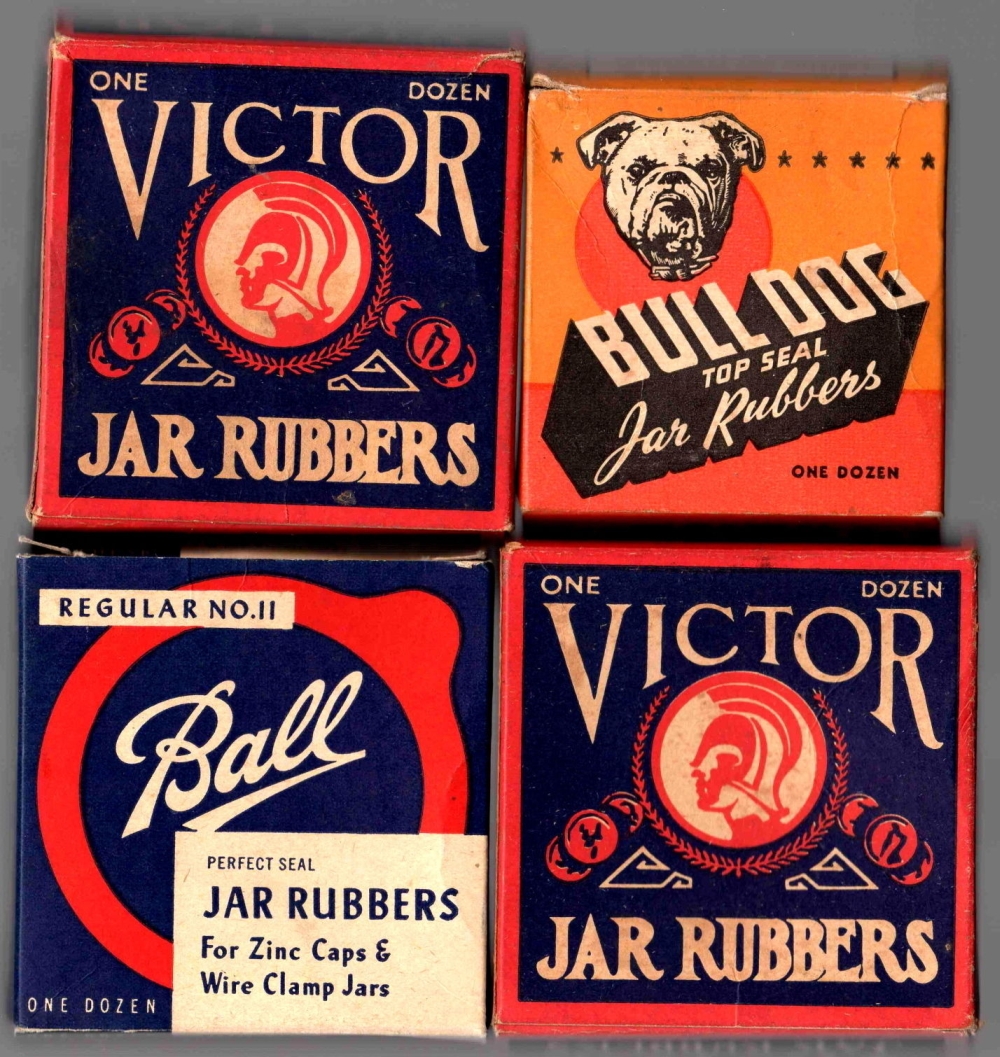 ONE DOZEN
VICTOR
JAR RUBBERS
BULL DOG
TOP SEAL
Jar Rubbers
ONE DOZEN
REGULAR NO.11
Ball
PERFECT SEAL
JAR RUBBERS
For Zinc Caps &
Wire Clamp Jars
ONE DOZEN
ONE DOZEN
VICTOR
JAR RUBBERS